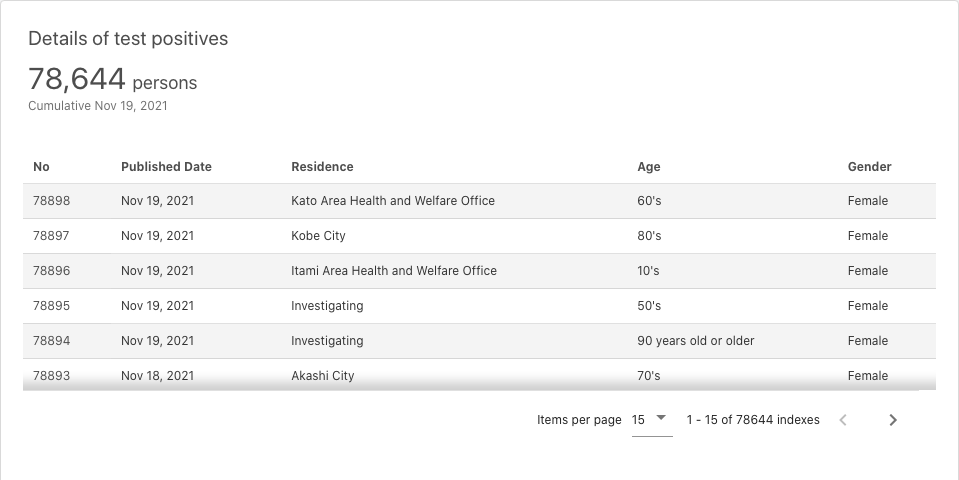 Details of test positives
78,644 persons
Cumulative Nov 19, 2021
No Published Date Residence Age Gender
78898 Nov 19, 2021 Kato Area Health and Welfare Office 60's Female
78897 Nov 19, 2021 Kobe City 80's Female
78896 Nov 19, 2021 Itami Area Health and Welfare Office 10's Female
78895 Nov 19, 2021 Investigating 50's Female
78894 Nov 19, 2021 Investigating 90 years old or older Female
78893 Nov 18, 2021 Akashi City 70's Female
Items per page 15 1 - 15 of 78644 indexes